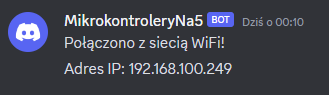 MikrokontroleryNa5 BOT Dziś o 00:10
Połączono z siecią WiFi!
Adres IP: 192.168.100.249